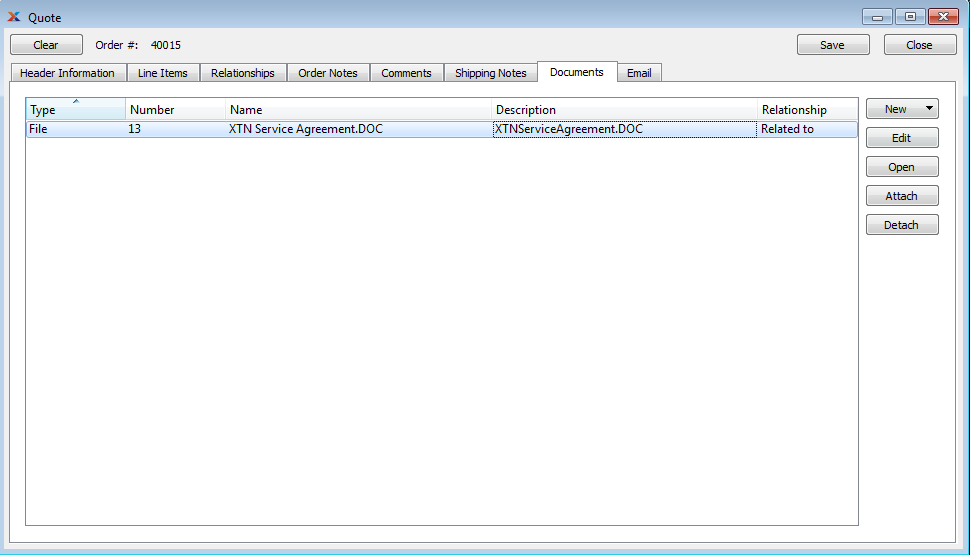 Quote
Clear Order #: 40015 Save Close
Header Information Line Items Relationships Order Notes Comments Shipping Notes Documents Email
Type Number Name Description Relationship New
File 13 XTN Service Agreement.DOC XTNServiceAgreement.DOC Related to
Edit
Open
Attach
Detach